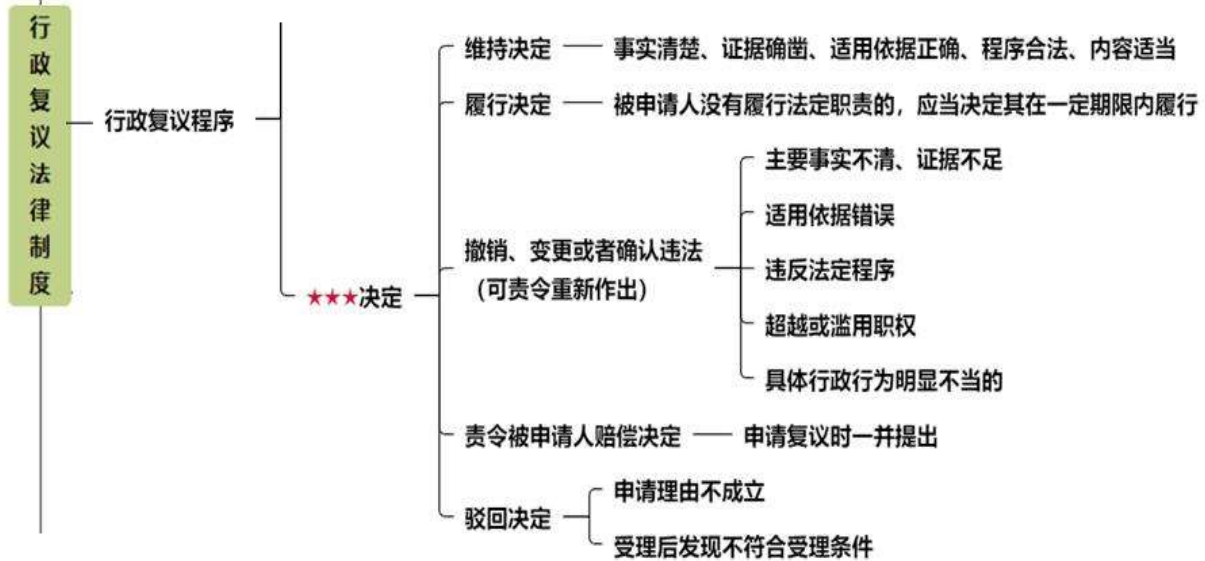 行政复议法律制度
行政复议程序
★★★决定
维持决定
事实清楚、证据确凿、适用依据正确、程序合法、内容适当
履行决定
被申请人没有履行法定职责的，应当决定其在一定期限内履行
撤销、变更或者确认违法
（可责令重新作出）
主要事实不清、证据不足
适用依据错误
违反法定程序
超越或滥用职权
具体行政行为明显不当的
责令被申请人赔偿决定
申请复议时一并提出
驳回决定
申请理由不成立
受理后发现不符合受理条件